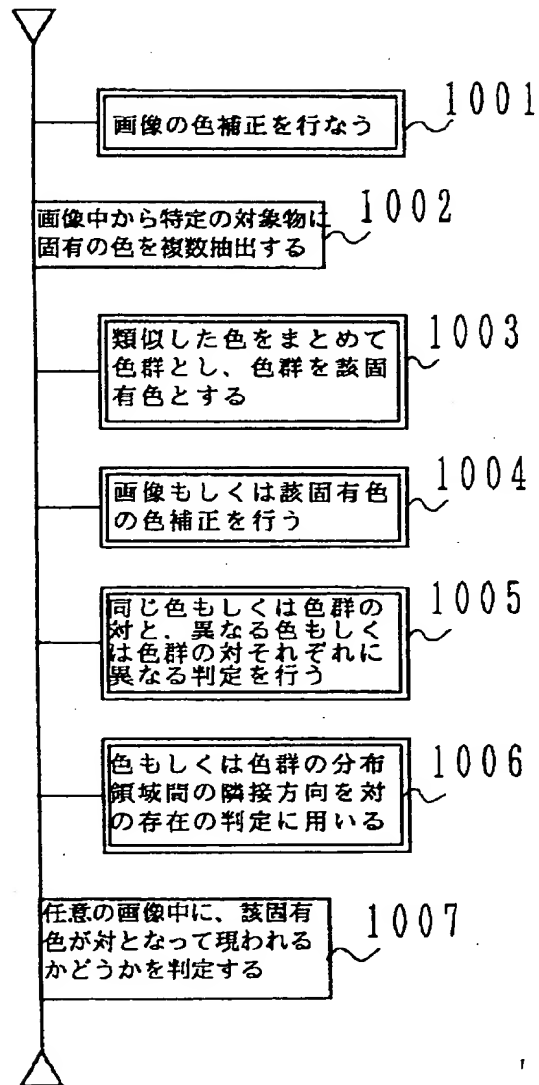 画像の色補正を行なう
1001
画像中から特定の対象物に
固有の色を複数抽出する
1002
類似した色をまとめて
色群とし、色群を該固
有色とする
1003
画像もしくは該固有色
の色補正を行う
1004
同じ色もしくは色群の
対と、異なる色もしく
は色群の対それぞれに
異なる判定を行う
1005
色もしくは色群の分布
領域間の隣接方向を対
の存在の判定に用いる
1006
任意の画像中に、該固有
色が対となって現われる
かどうかを判定する
1007